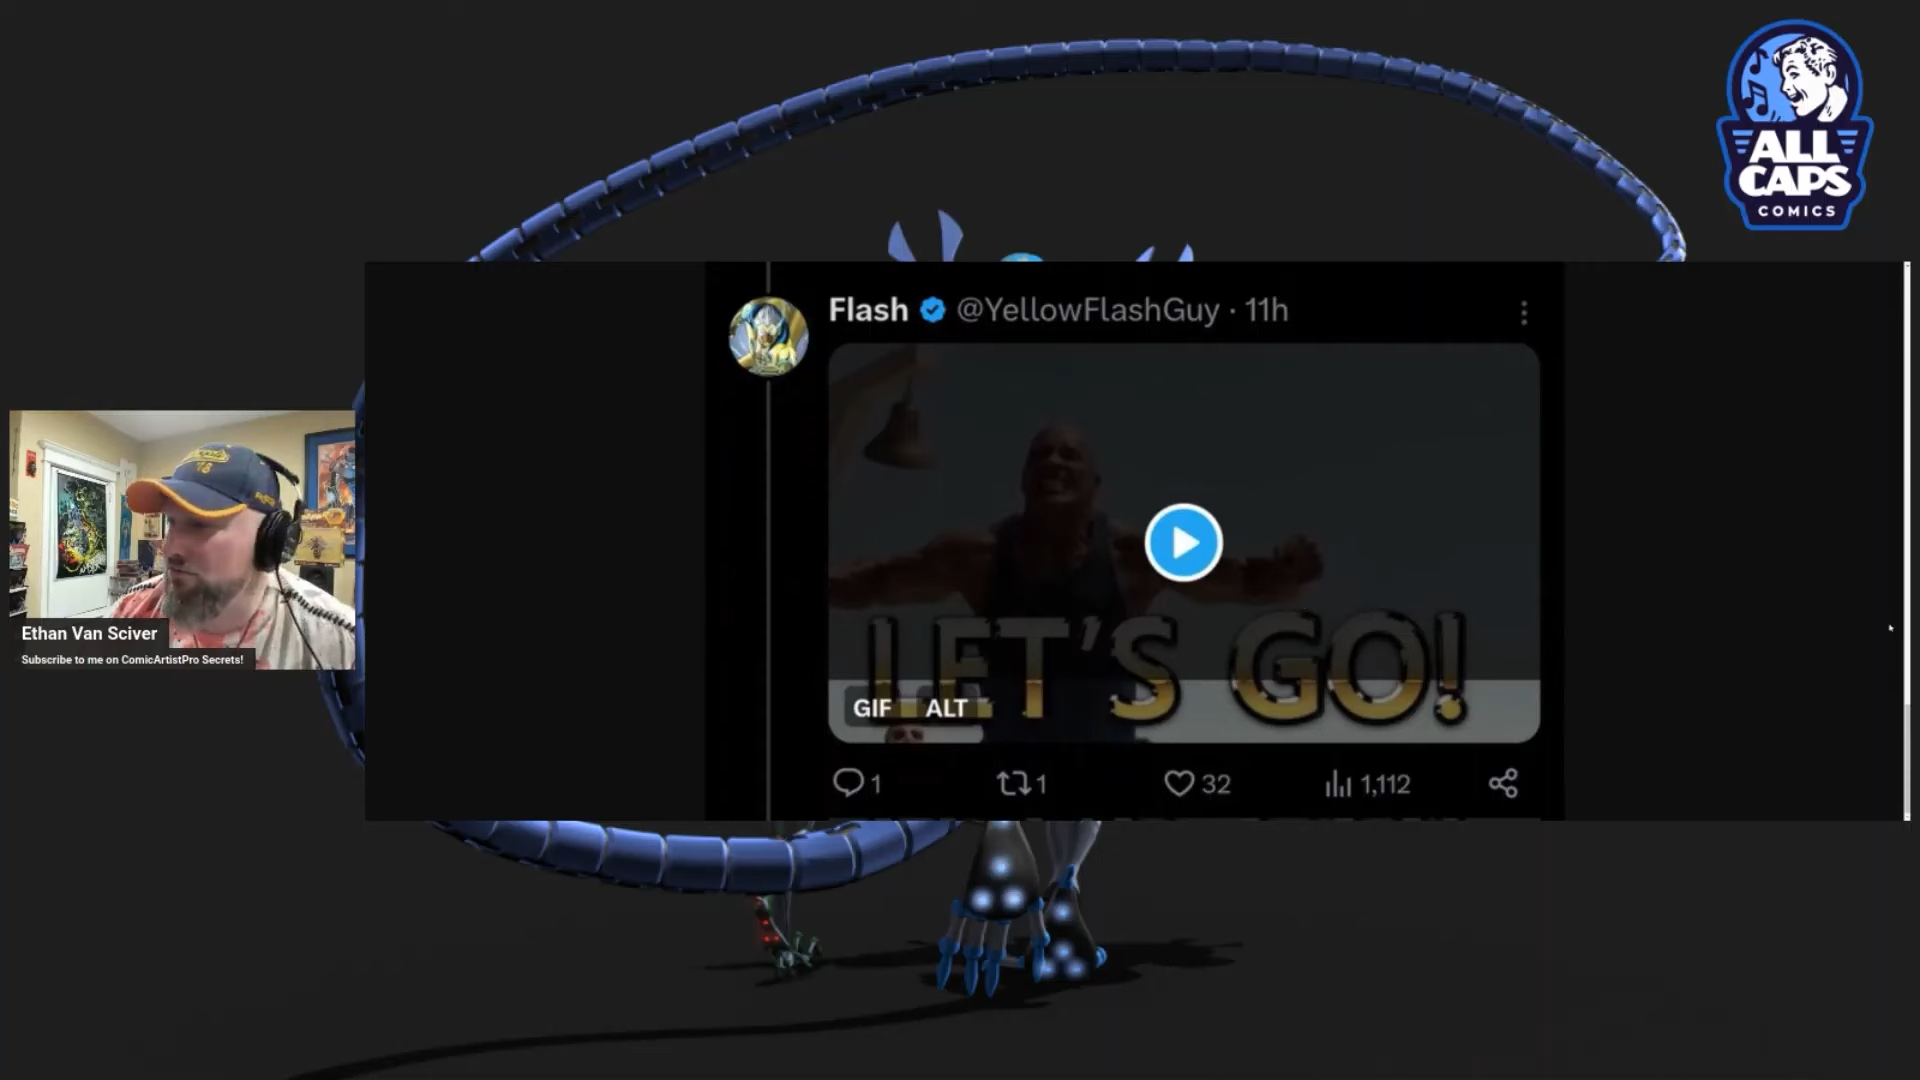 ALL
CAPS
COMICS
Flash @YellowFlashGuy · 11h
LET'S GO!
GIF ALT
1 1 32 1,112
Ethan Van Sciver
Subscribe to me on ComicArtistPro Secrets!